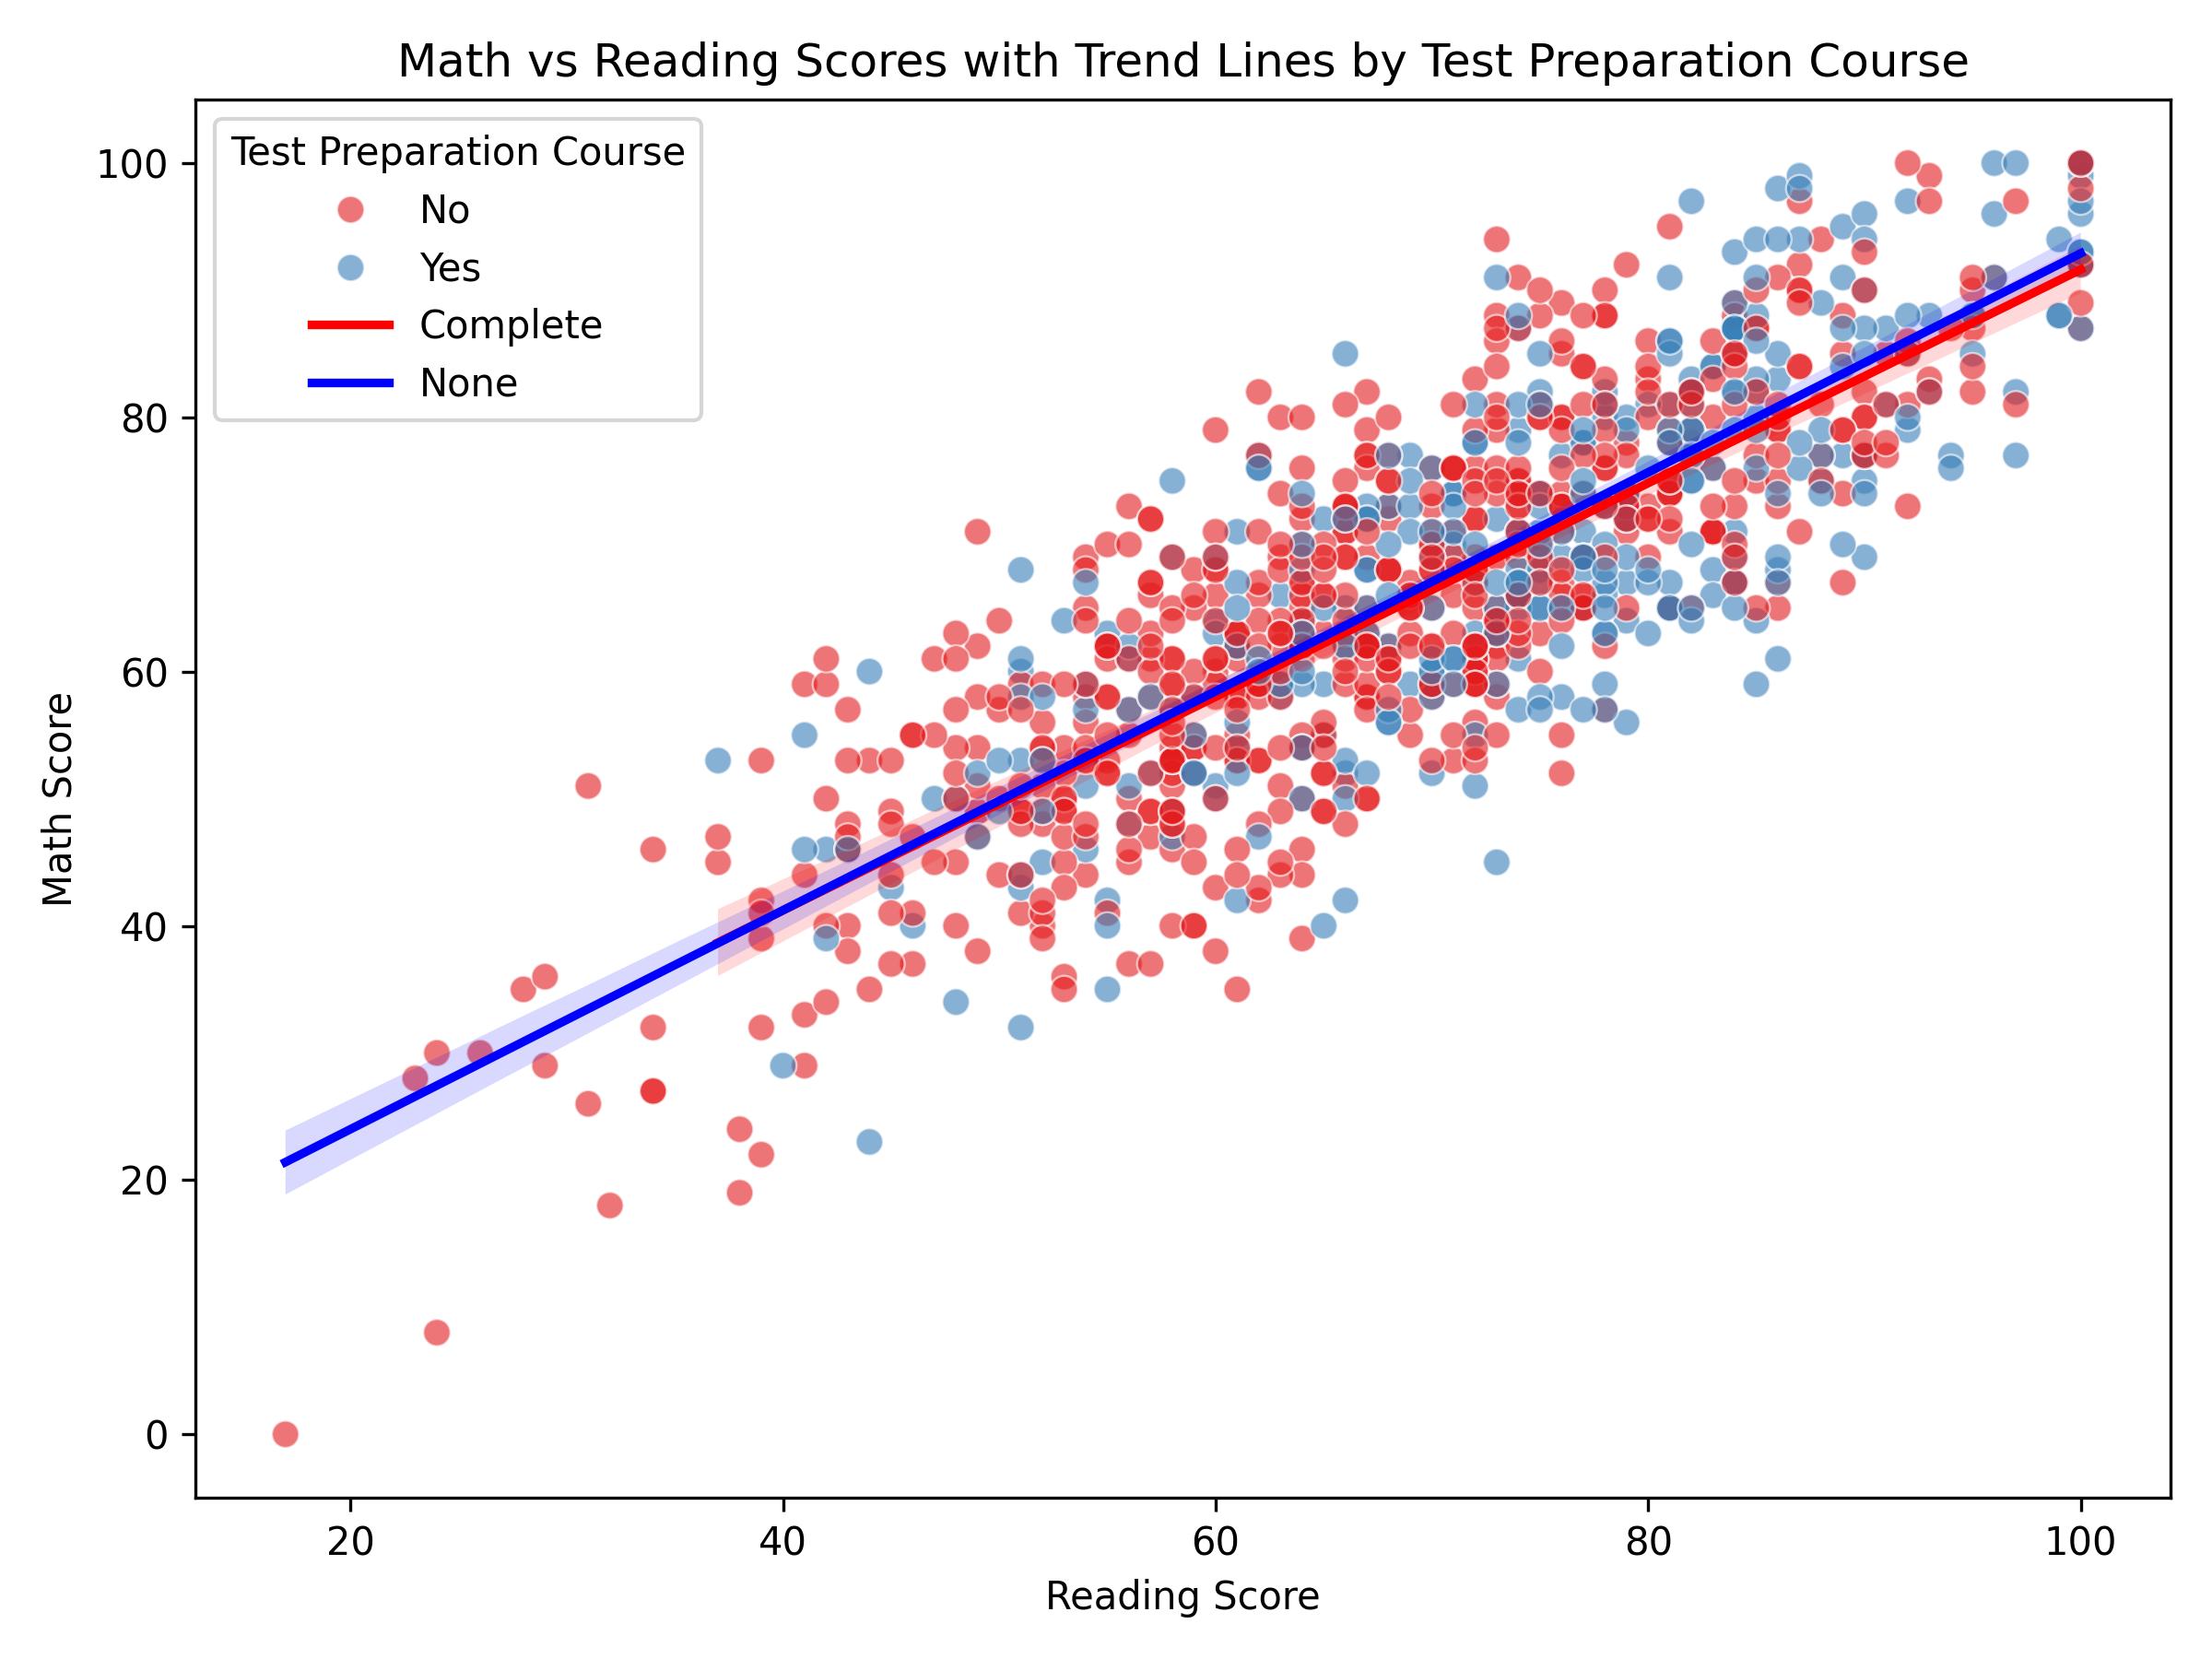 Math vs Reading Scores with Trend Lines by Test Preparation Course
Test Preparation Course
No
Yes
Complete
None
100
80
60
40
20
0
Math Score
20 40 60 80 100
Reading Score